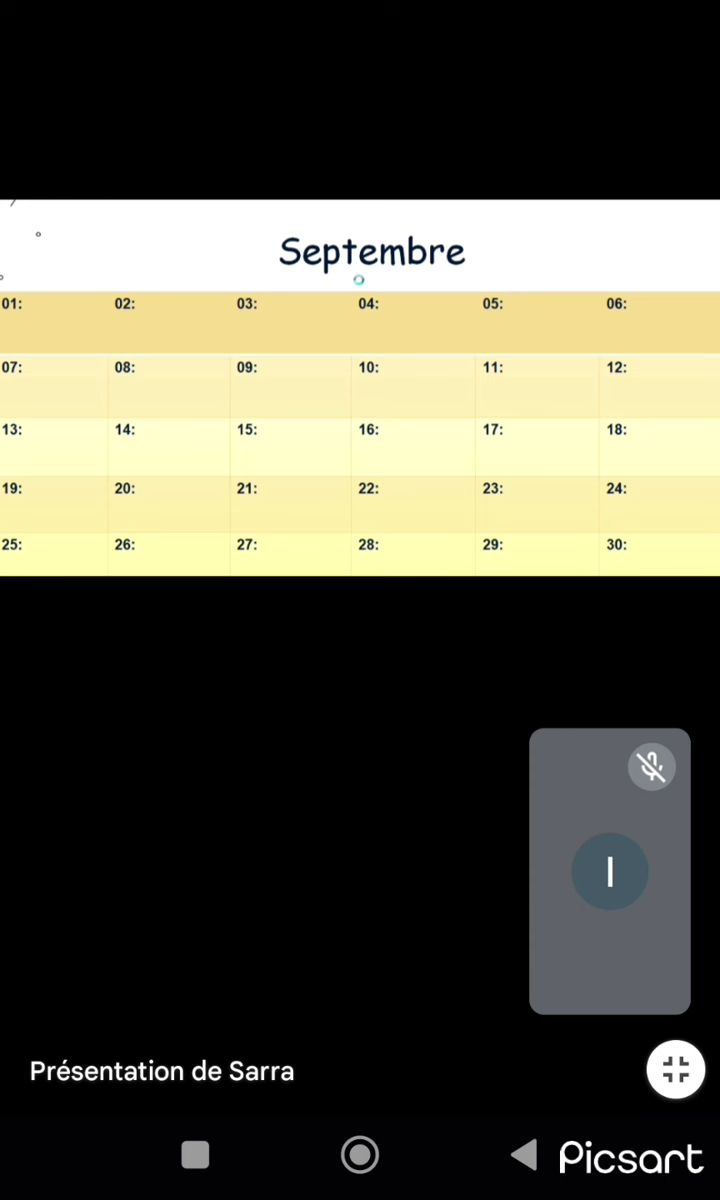 Septembre
01: 02: 03: 04: 05: 06:
07: 08: 09: 10: 11: 12:
13: 14: 15: 16: 17: 18:
19: 20: 21: 22: 23: 24:
25: 26: 27: 28: 29: 30:
I
Présentation de Sarra
Picsart